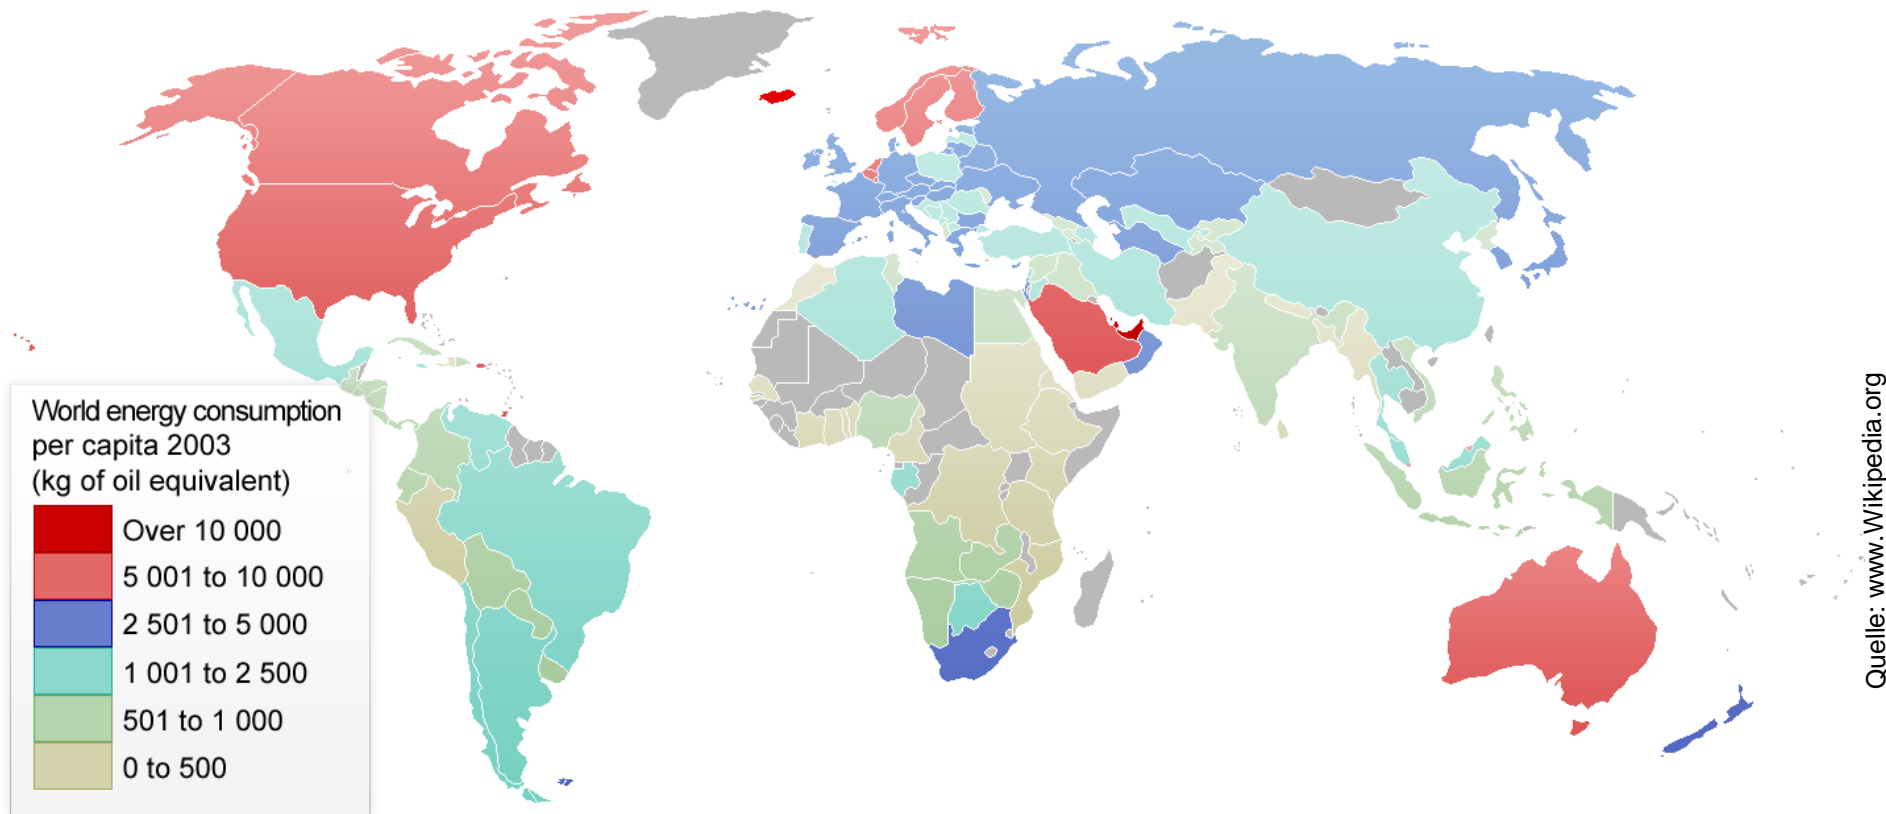 World energy consumption
per capita 2003
(kg of oil equivalent)
Over 10 000
5 001 to 10 000
2 501 to 5 000
1 001 to 2 500
501 to 1 000
0 to 500
Quelle: www.Wikipedia.org